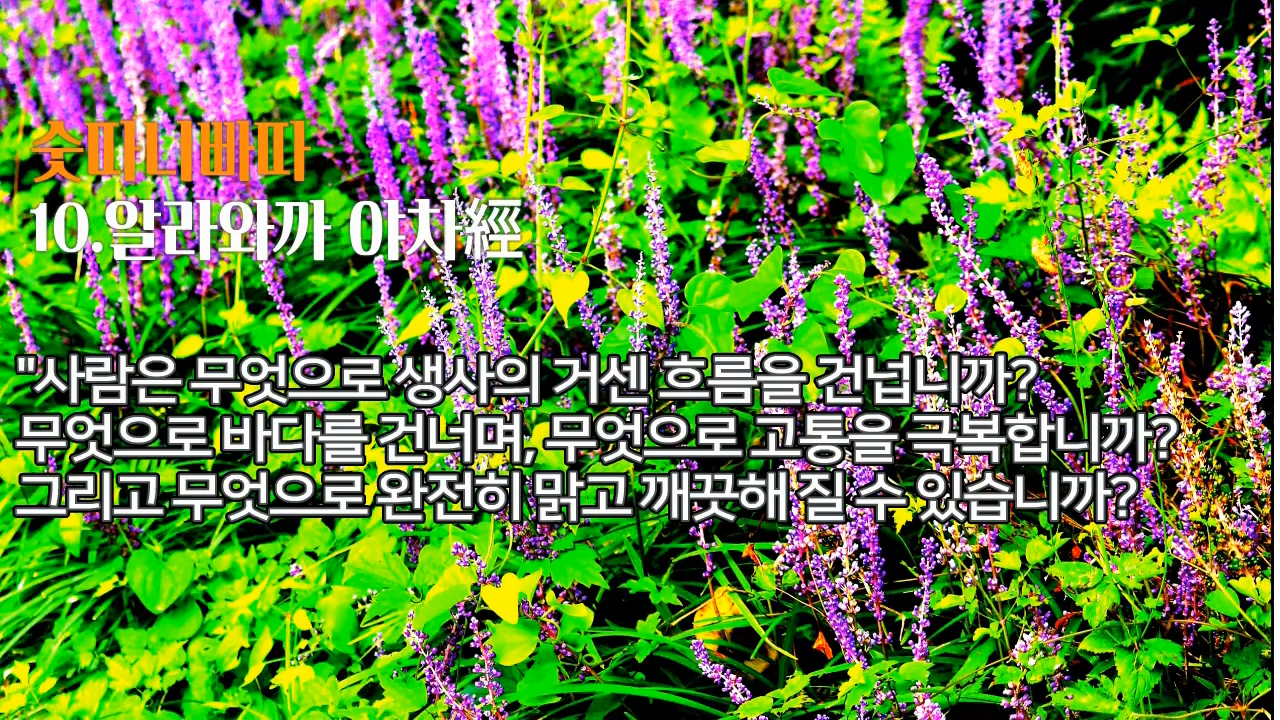 숫따니빠따
10.알라와까 야차經
"사람은 무엇으로 생사의 거센 흐름을 건넙니까?
무엇으로 바다를 건너며, 무엇으로 고통을 극복합니까?
그리고 무엇으로 완전히 맑고 깨끗해 질 수 있습니까?